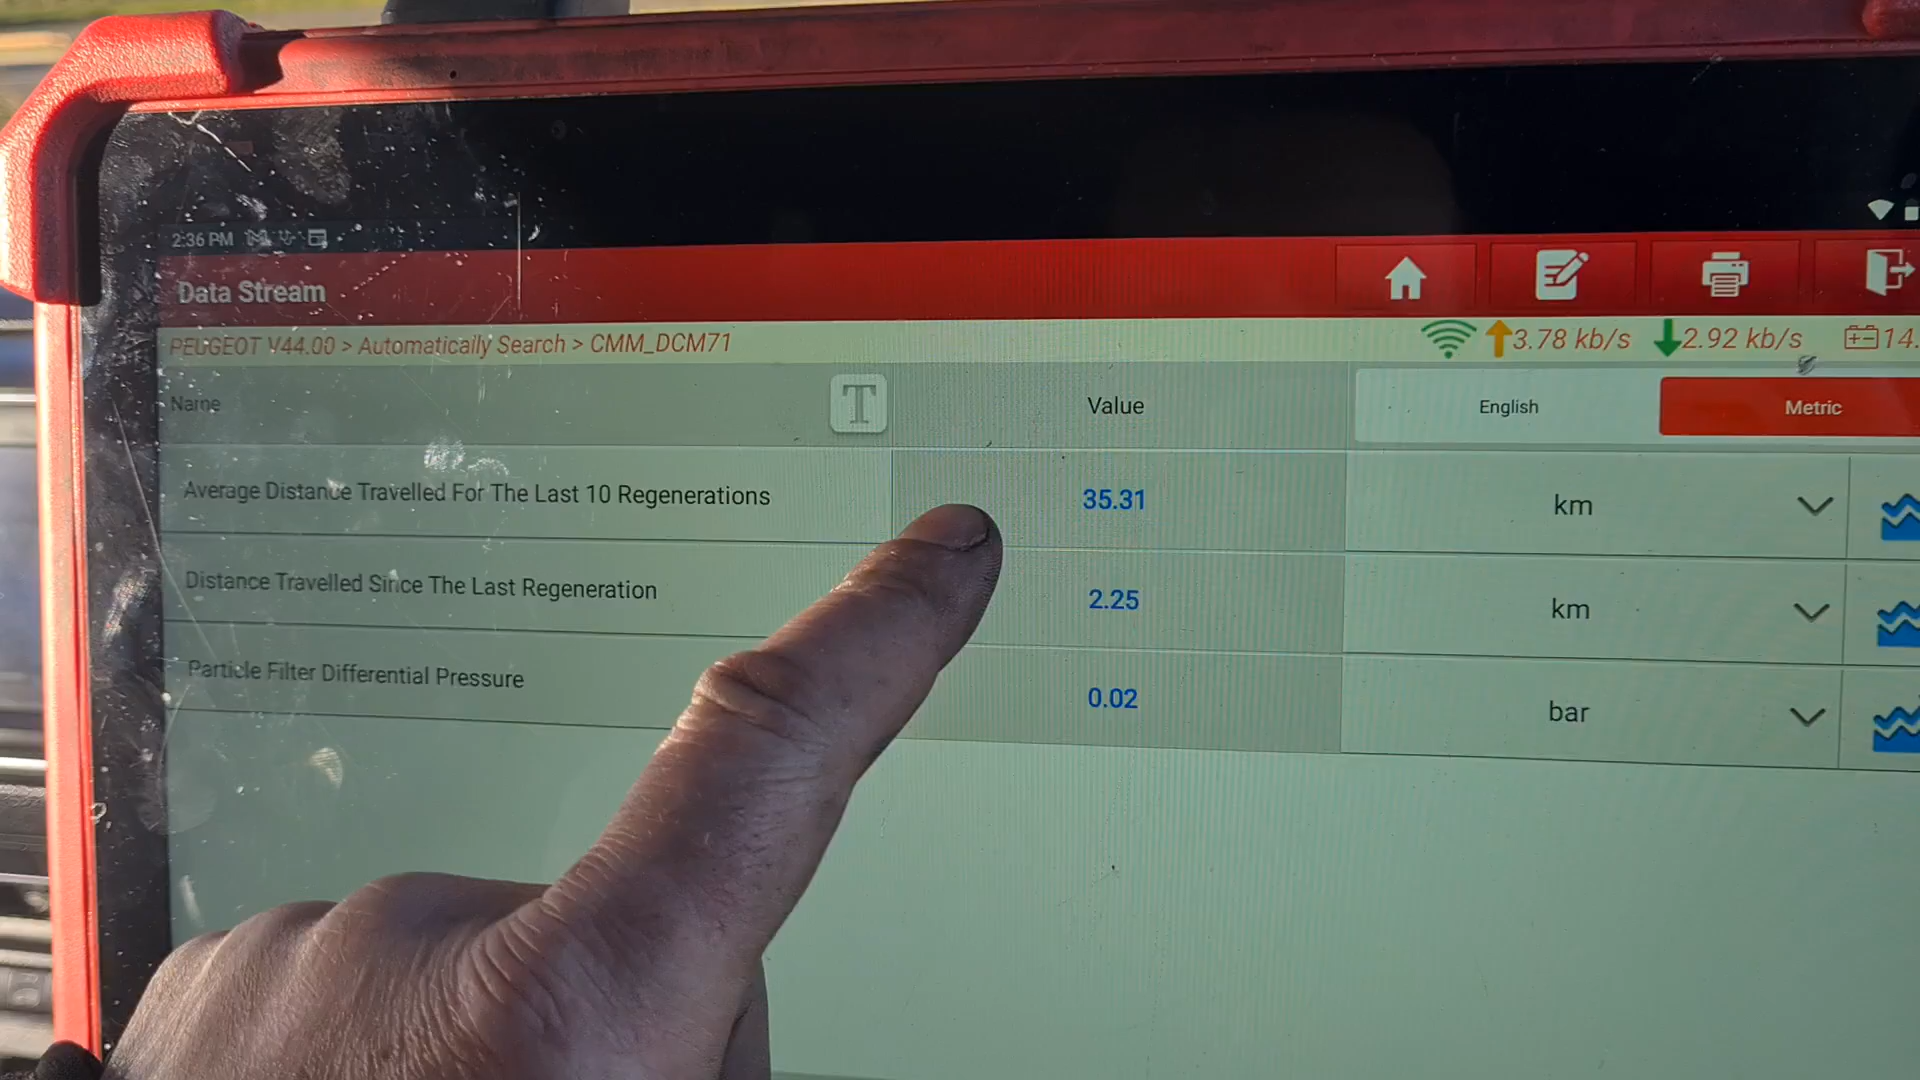 2:36 PM
Data Stream
PEUGEOT V44.00 > Automatically Search > CMM_DCM71
3.78 kb/s 2.92 kb/s 14.
Name T Value English Metric
Average Distance Travelled For The Last 10 Regenerations 35.31 km
Distance Travelled Since The Last Regeneration 2.25 km
Particle Filter Differential Pressure 0.02 bar